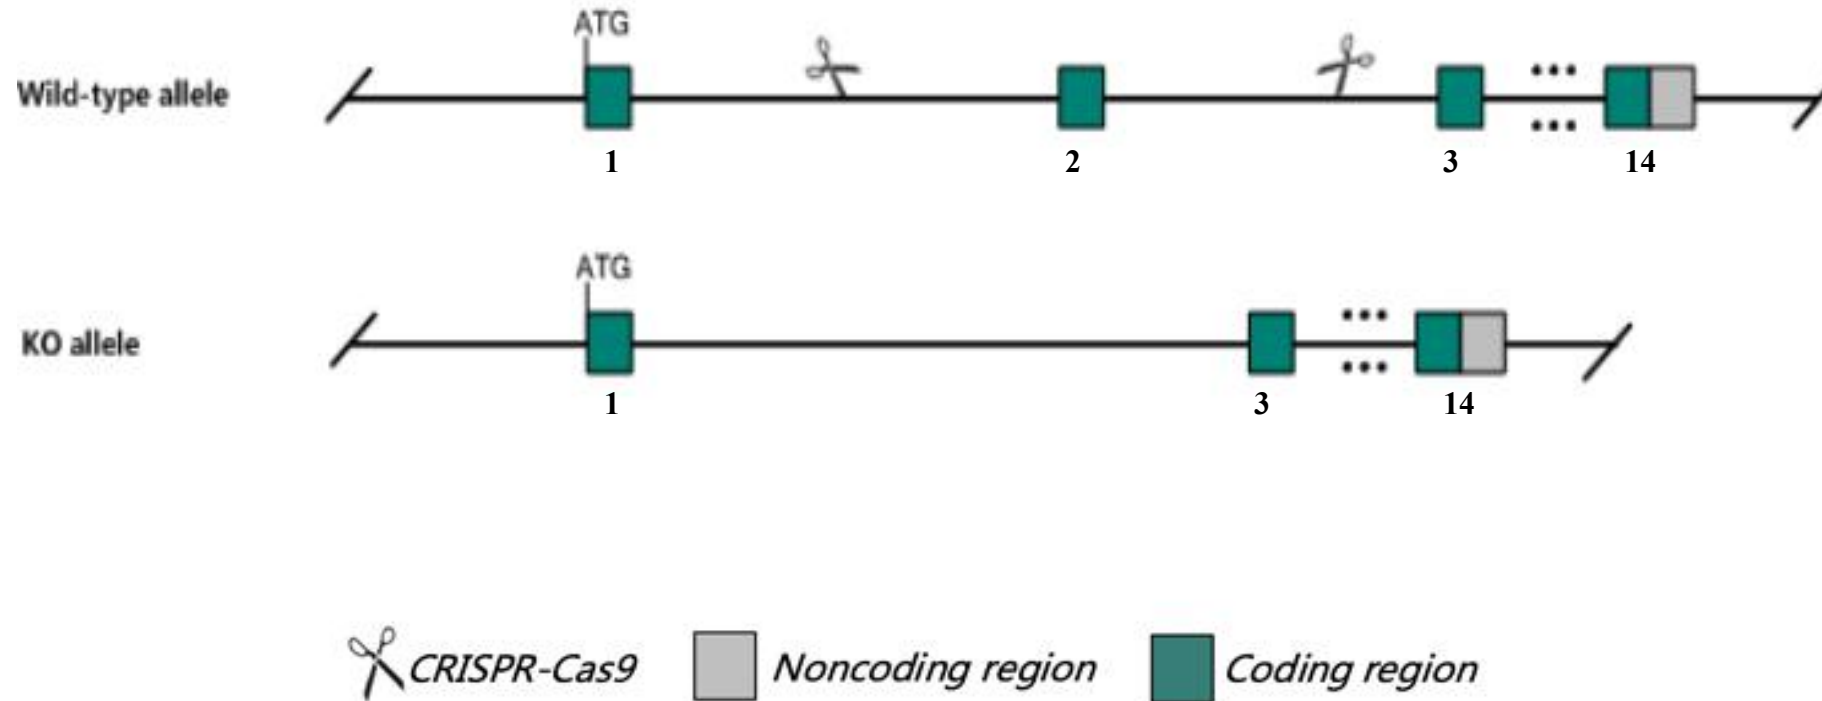 ATG
Wild-type allele
1 2 3 14
ATG
KO allele
1 3 14
CRISPR-Cas9 Noncoding region Coding region